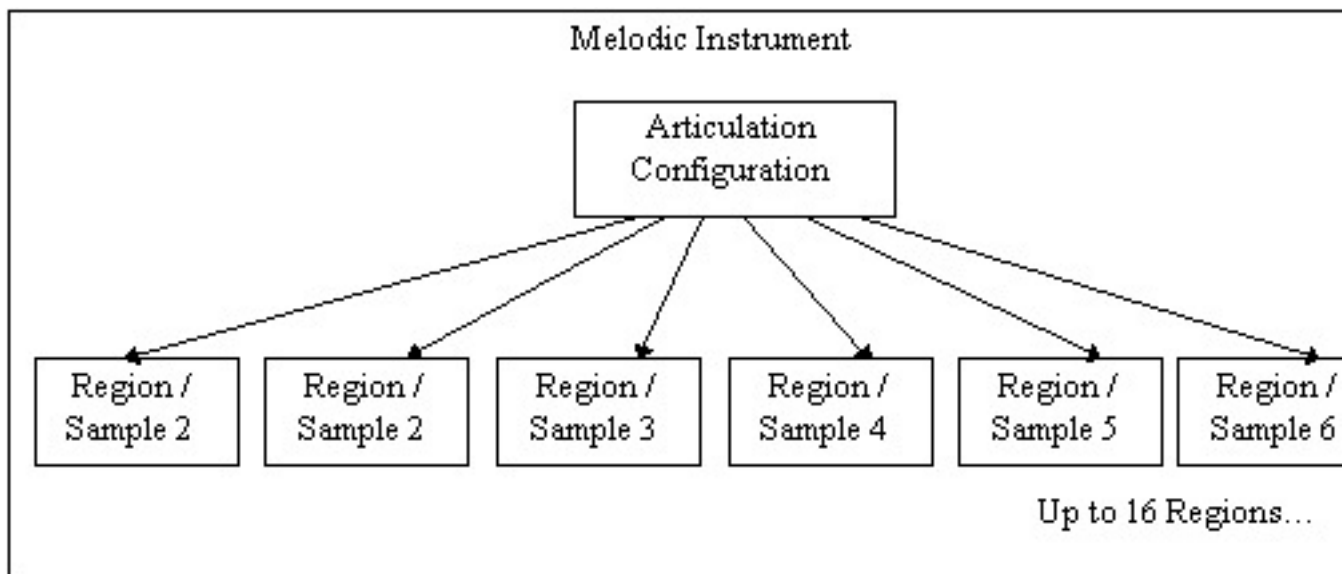 Melodic Instrument
Articulation
Configuration
Region /
Sample 2
Region /
Sample 2
Region /
Sample 3
Region /
Sample 4
Region /
Sample 5
Region /
Sample 6
Up to 16 Regions...